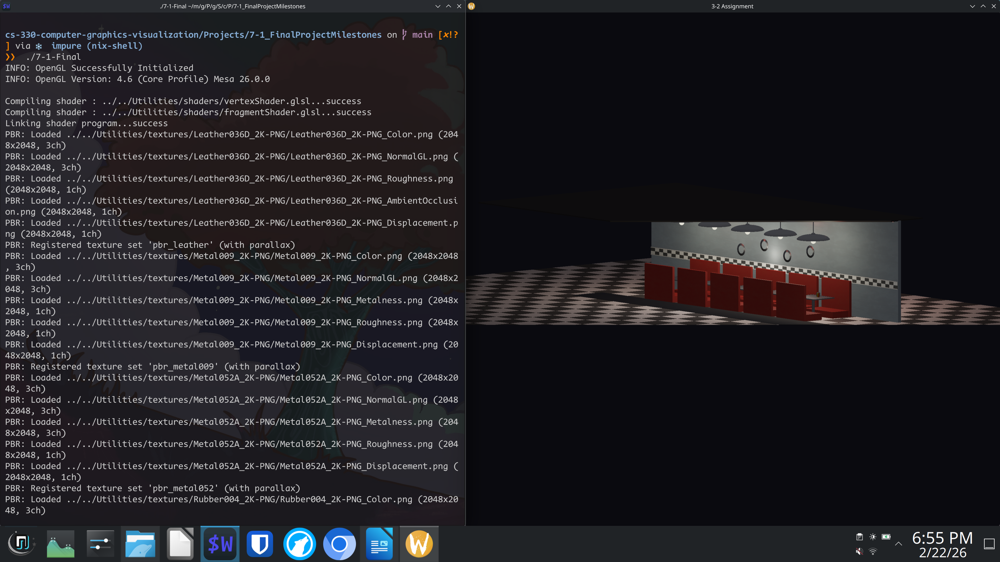 ./7-1-Final ~/m/g/P/g/S/c/P/7-1_FinalProjectMilestones
3-2 Assignment
cs-330-computer-graphics-visualization/Projects/7-1_FinalProjectMilestones on main [✘!?
] via ❄ impure (nix-shell)
❯❯ ./7-1-Final
INFO: OpenGL Successfully Initialized
INFO: OpenGL Version: 4.6 (Core Profile) Mesa 26.0.0
Compiling shader : ../../Utilities/shaders/vertexShader.glsl...success
Compiling shader : ../../Utilities/shaders/fragmentShader.glsl...success
Linking shader program...success
PBR: Loaded ../../Utilities/textures/Leather036D_2K-PNG/Leather036D_2K-PNG_Color.png (204
8x2048, 3ch)
PBR: Loaded ../../Utilities/textures/Leather036D_2K-PNG/Leather036D_2K-PNG_NormalGL.png (
2048x2048, 3ch)
PBR: Loaded ../../Utilities/textures/Leather036D_2K-PNG/Leather036D_2K-PNG_Roughness.png
(2048x2048, 1ch)
PBR: Loaded ../../Utilities/textures/Leather036D_2K-PNG/Leather036D_2K-PNG_AmbientOcclusi
on.png (2048x2048, 1ch)
PBR: Loaded ../../Utilities/textures/Leather036D_2K-PNG/Leather036D_2K-PNG_Displacement.p
ng (2048x2048, 1ch)
PBR: Registered texture set 'pbr_leather' (with parallax)
PBR: Loaded ../../Utilities/textures/Metal009_2K-PNG/Metal009_2K-PNG_Color.png (2048x2048
, 3ch)
PBR: Loaded ../../Utilities/textures/Metal009_2K-PNG/Metal009_2K-PNG_NormalGL.png (2048x2
048, 3ch)
PBR: Loaded ../../Utilities/textures/Metal009_2K-PNG/Metal009_2K-PNG_Metalness.png (2048x
2048, 1ch)
PBR: Loaded ../../Utilities/textures/Metal009_2K-PNG/Metal009_2K-PNG_Roughness.png (2048x
2048, 1ch)
PBR: Loaded ../../Utilities/textures/Metal009_2K-PNG/Metal009_2K-PNG_Displacement.png (20
48x2048, 1ch)
PBR: Registered texture set 'pbr_metal009' (with parallax)
PBR: Loaded ../../Utilities/textures/Metal052A_2K-PNG/Metal052A_2K-PNG_Color.png (2048x20
48, 3ch)
PBR: Loaded ../../Utilities/textures/Metal052A_2K-PNG/Metal052A_2K-PNG_NormalGL.png (2048
x2048, 3ch)
PBR: Loaded ../../Utilities/textures/Metal052A_2K-PNG/Metal052A_2K-PNG_Metalness.png (204
8x2048, 3ch)
PBR: Loaded ../../Utilities/textures/Metal052A_2K-PNG/Metal052A_2K-PNG_Roughness.png (204
8x2048, 1ch)
PBR: Loaded ../../Utilities/textures/Metal052A_2K-PNG/Metal052A_2K-PNG_Displacement.png (
2048x2048, 1ch)
PBR: Registered texture set 'pbr_metal052' (with parallax)
PBR: Loaded ../../Utilities/textures/Rubber004_2K-PNG/Rubber004_2K-PNG_Color.png (2048x20
48, 3ch)
$W
W
6:55 PM
2/22/26